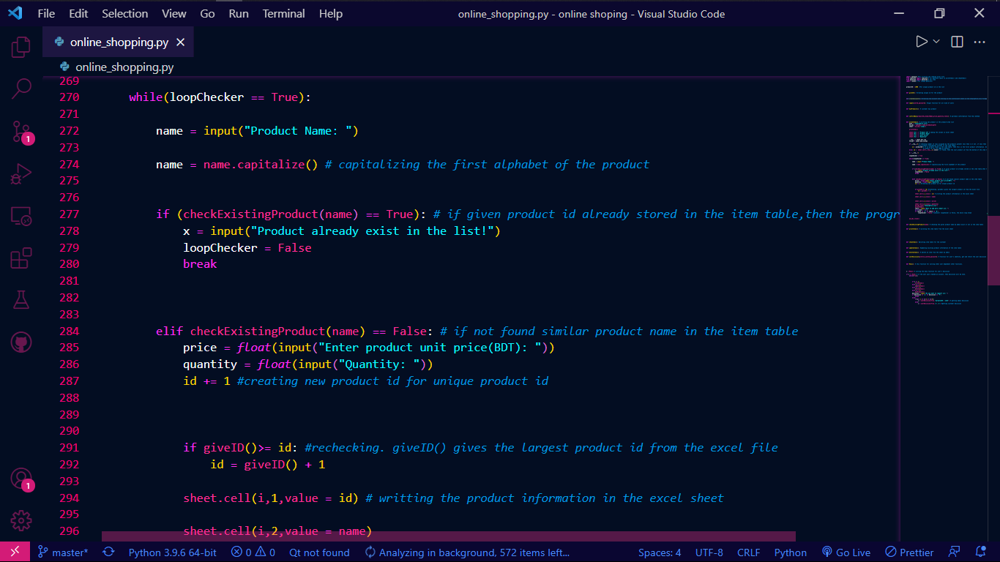 File Edit Selection View Go Run Terminal Help online_shopping.py - online shoping - Visual Studio Code
online_shopping.py
online_shopping.py
269
270 while(loopChecker == True):
271
272 name = input("Product Name: ")
273
274 name = name.capitalize() # capitalizing the first alphabet of the product
275
276
277 if (checkExistingProduct(name) == True): # if given product id already stored in the item table,then the progr
278 x = input("Product already exist in the list!")
279 loopChecker = False
280 break
281
282
283
284 elif checkExistingProduct(name) == False: # if not found similar product name in the item table
285 price = float(input("Enter product unit price(BDT): "))
286 quantity = float(input("Quantity: "))
287 id += 1 #creating new product id for unique product id
288
289
290
291 if giveID()>= id: #rechecking. giveID() gives the largest product id from the excel file
292 id = giveID() + 1
293
294 sheet.cell(i,1,value = id) # writting the product information in the excel sheet
295
296 sheet.cell(i,2,value = name)
1
1
master* Python 3.9.6 64-bit 0 0 Qt not found Analyzing in background, 572 items left... Spaces: 4 UTF-8 CRLF Python Go Live Prettier